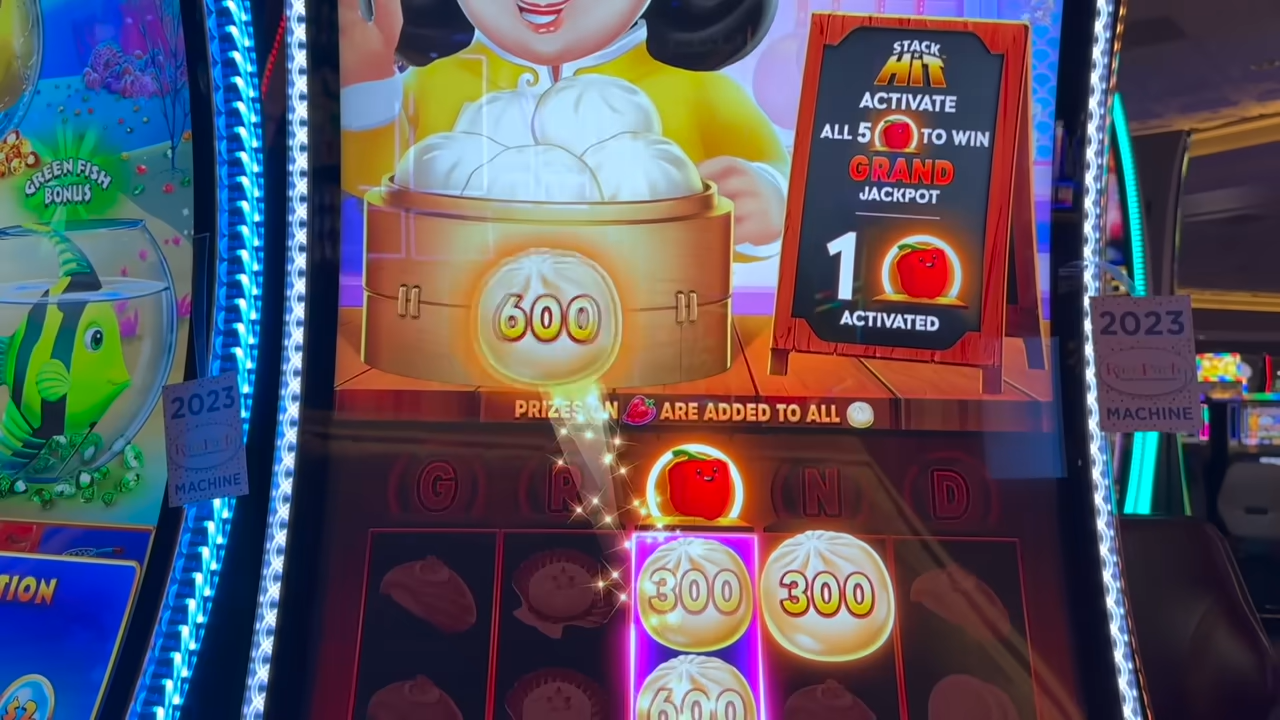 STACK
N
HIT
ACTIVATE
ALL 5 TO WIN
GRAND
JACKPOT
1
ACTIVATED
GREEN FISH
BONUS
600
2023
MACHINE
2023
MACHINE
PRIZES ON ARE ADDED TO ALL
G R N D
300 300
600
TION
$2